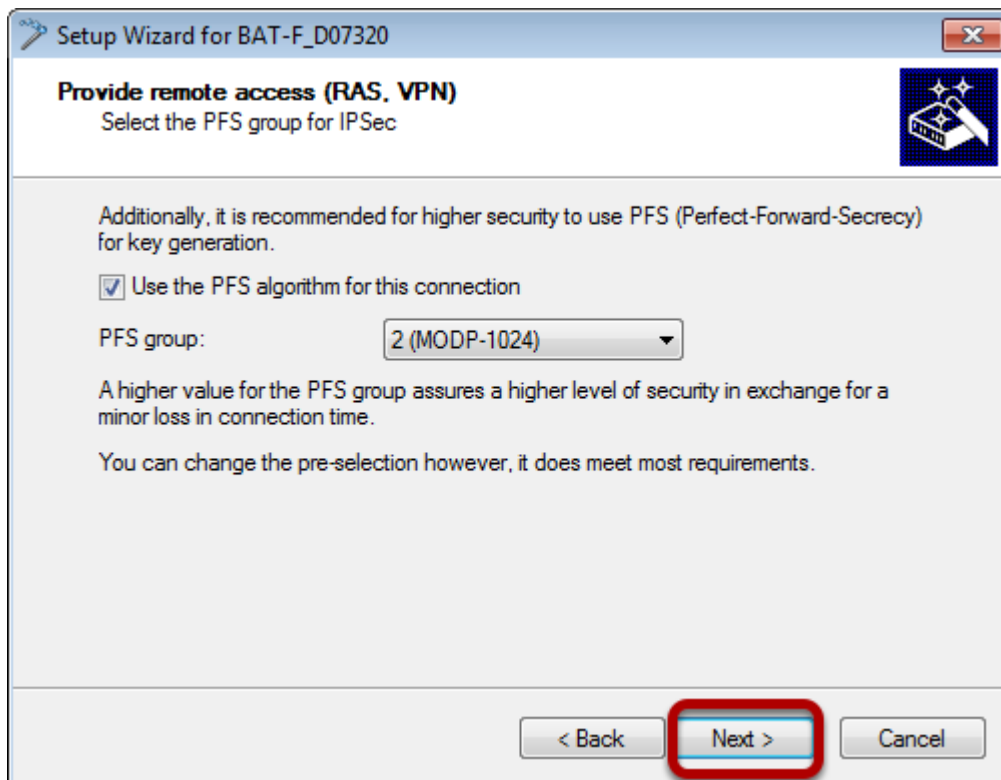 Setup Wizard for BAT-F_D07320
Provide remote access (RAS, VPN)
Select the PFS group for IPSec
Additionally, it is recommended for higher security to use PFS (Perfect-Forward-Secrecy)
for key generation.
Use the PFS algorithm for this connection
PFS group: 2 (MODP-1024)
A higher value for the PFS group assures a higher level of security in exchange for a
minor loss in connection time.
You can change the pre-selection however, it does meet most requirements.
< Back Next > Cancel